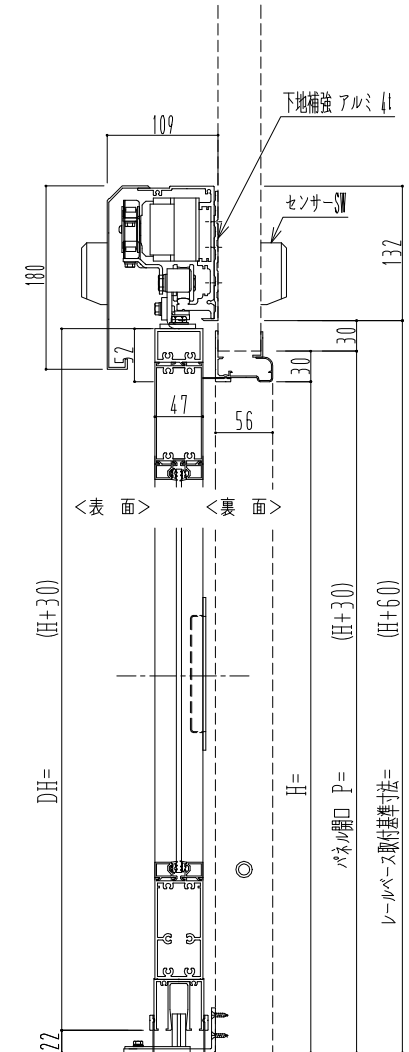 下地補強 アルミ 4t
109
センサーSW
180
132
30
52
30
47
56
<表 面>
<裏 面>
DH= (H+30)
H=
パネル開口 P= (H+30)
レールベース取付基準寸法= (H+60)
22